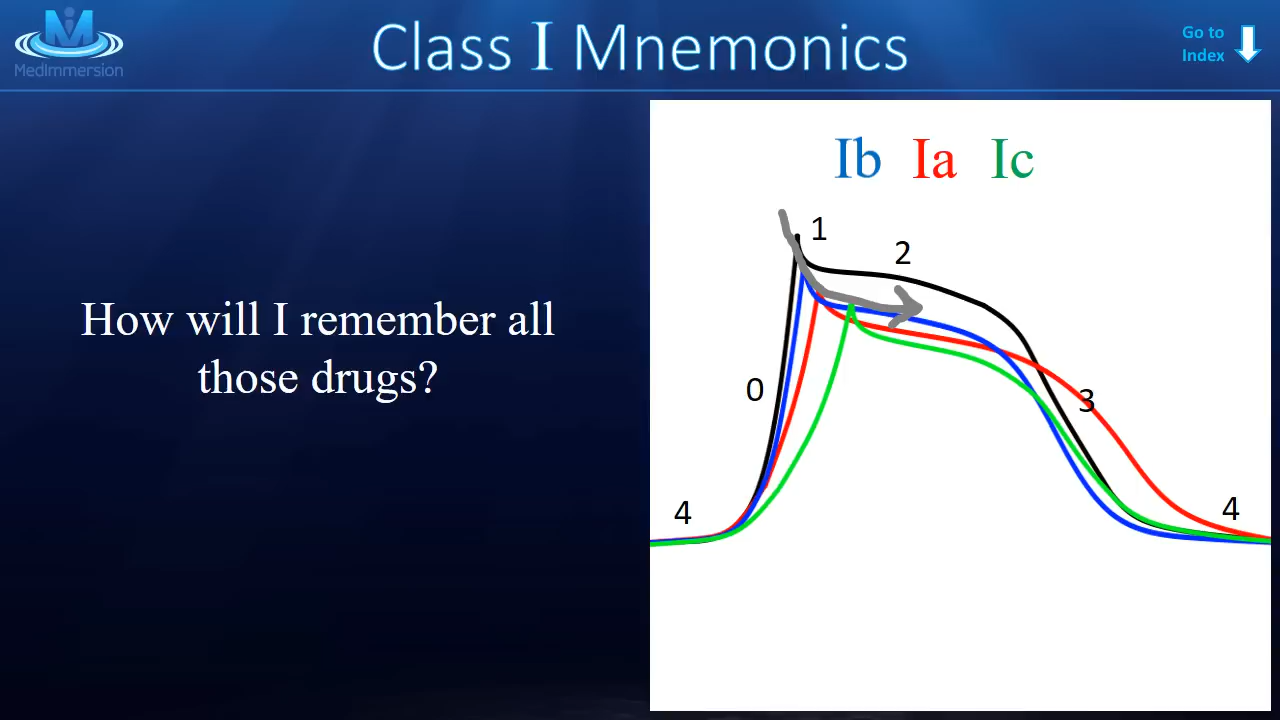 Class I Mnemonics
MedImmersion
Go to
Index
How will I remember all
those drugs?
Ib Ia Ic
1
2
0
3
4
4